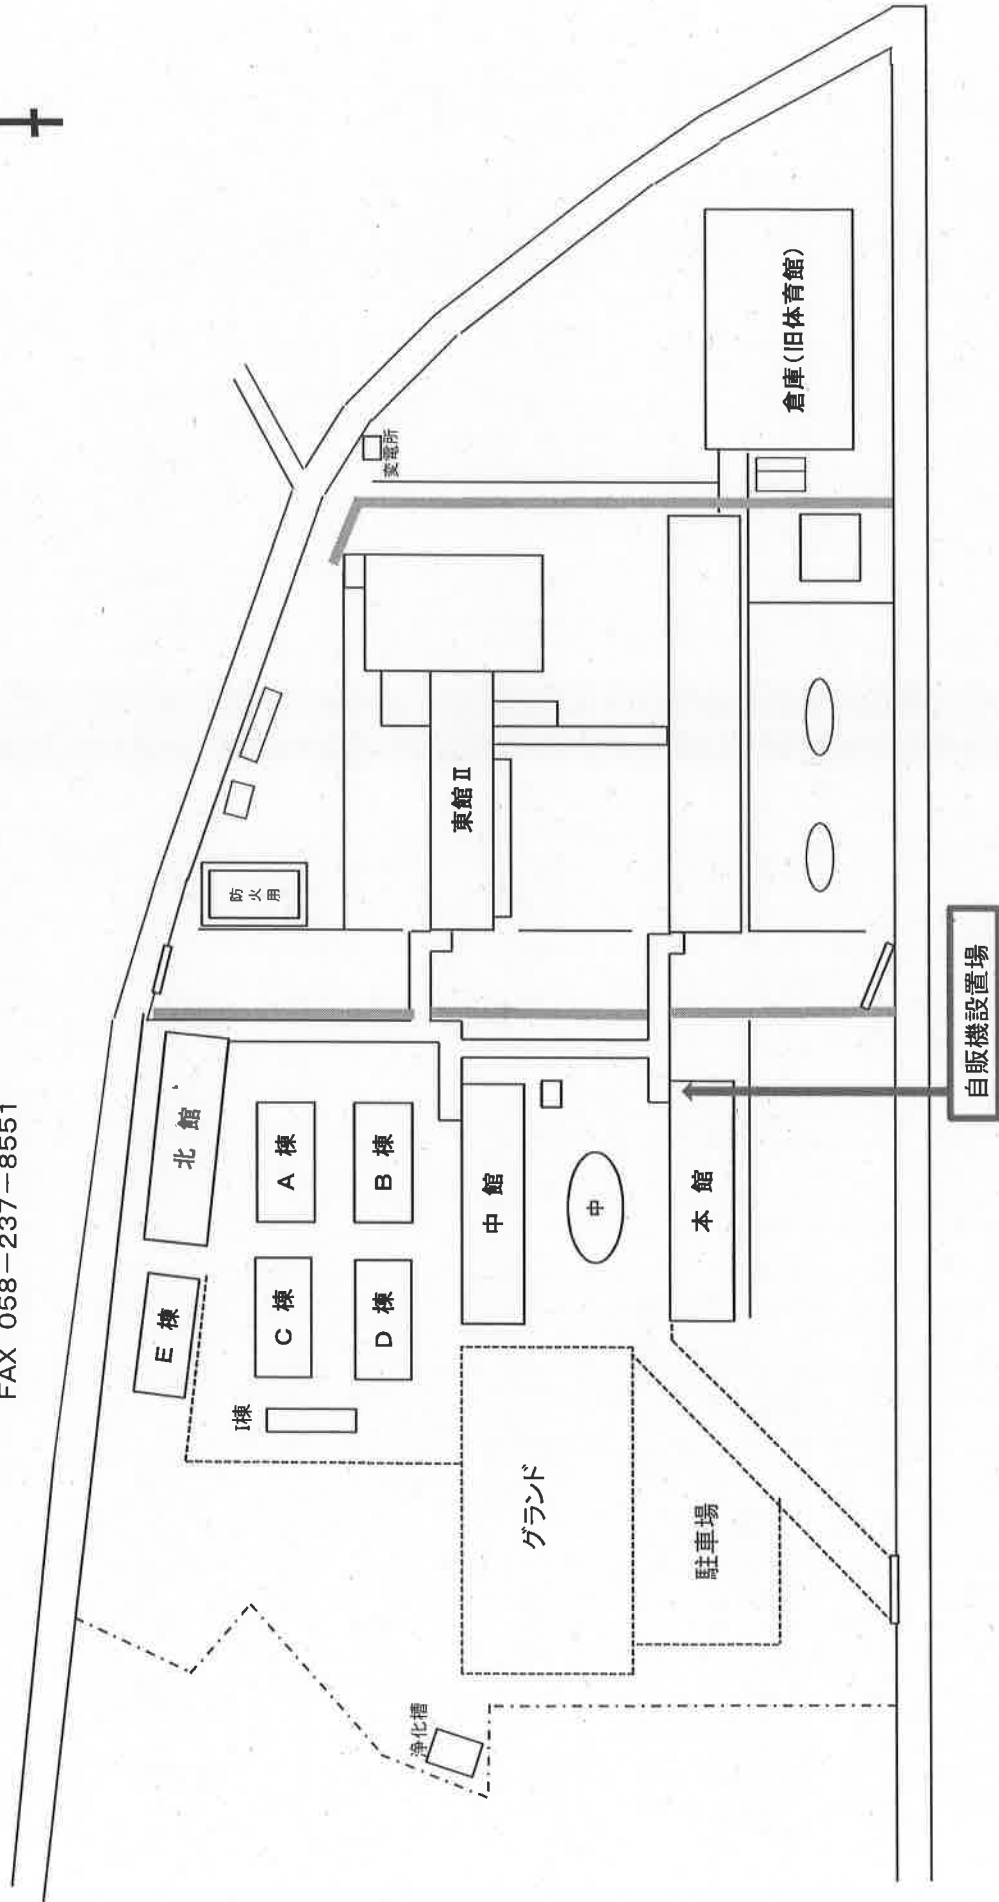 FAX 058-237-8551
変電所
倉庫(旧体育館)
防火用
東館Ⅱ
北館
E棟
A棟
B棟
C棟
D棟
I棟
中館
中
本館
グランド
駐車場
浄化槽
自販機設置場